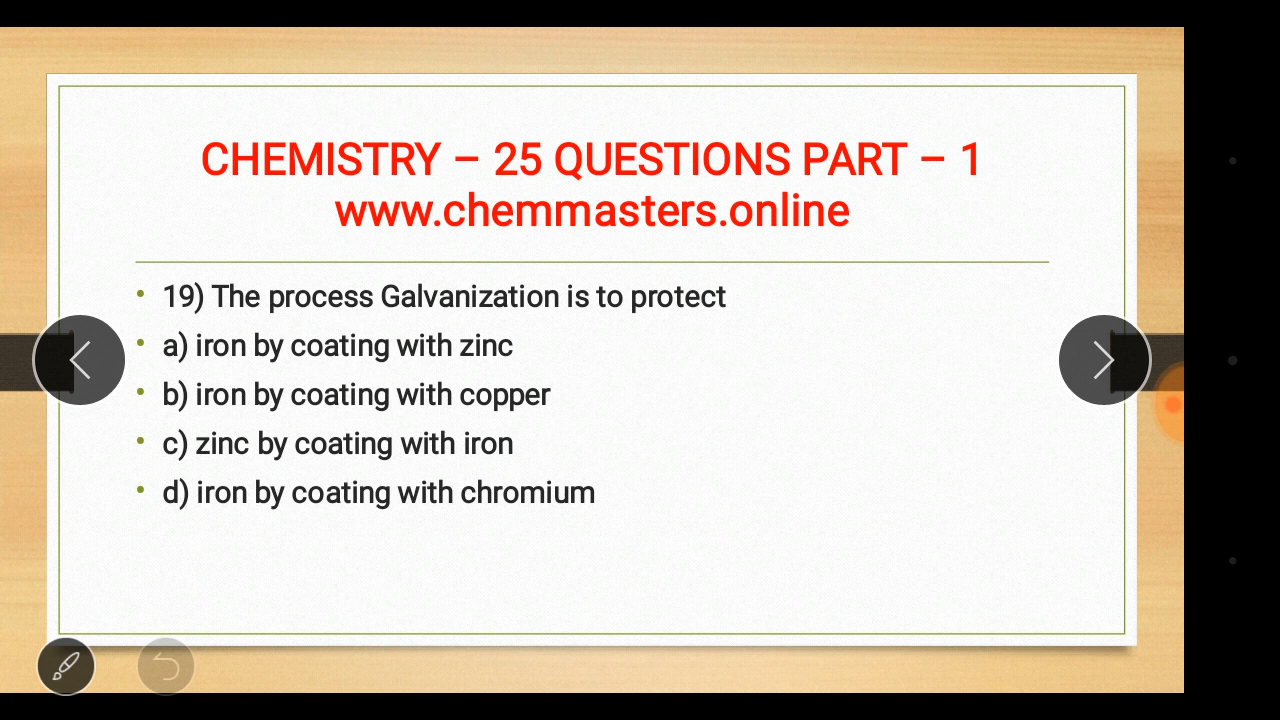 CHEMISTRY – 25 QUESTIONS PART – 1
www.chemmasters.online
• 19) The process Galvanization is to protect
• a) iron by coating with zinc
• b) iron by coating with copper
• c) zinc by coating with iron
• d) iron by coating with chromium